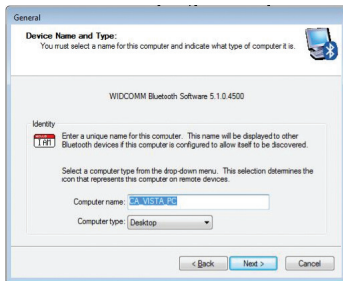 General
Device Name and Type:
You must select a name for this computer and indicate what type of computer it is.
WIDCOMM Bluetooth Software 5.1.0.4500
Identity
I AM
Enter a unique name for this computer. This name will be displayed to other
Bluetooth devices if this computer is configured to allow itself to be discovered.
Select a computer type from the drop-down menu. This selection determines the
icon that represents this computer on remote devices.
Computer name: CA_VISTA_PC
Computer type: Desktop
< Back Next > Cancel